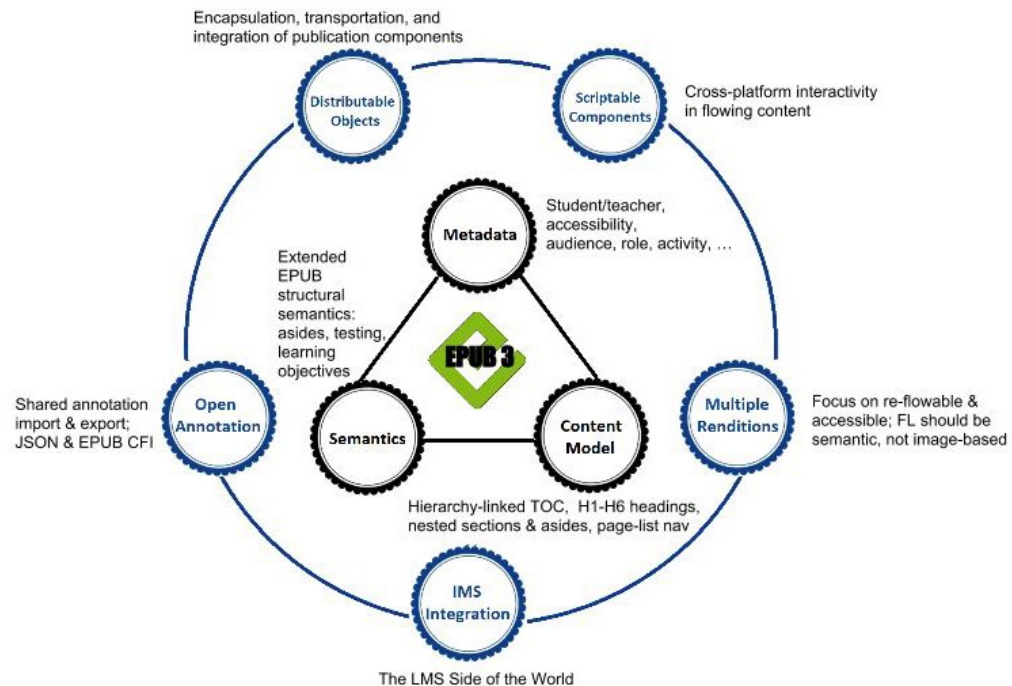 Encapsulation, transportation, and
integration of publication components
Distributable
Objects
Scriptable
Components
Cross-platform interactivity
in flowing content
Metadata
Student/teacher,
accessibility,
audience, role, activity, …
Extended
EPUB
structural
semantics:
asides, testing,
learning
objectives
EPUB 3
Shared annotation
import & export;
JSON & EPUB CFI
Open
Annotation
Semantics
Content
Model
Multiple
Renditions
Focus on re-flowable &
accessible; FL should be
semantic, not image-based
Hierarchy-linked TOC, H1-H6 headings,
nested sections & asides, page-list nav
IMS
Integration
The LMS Side of the World